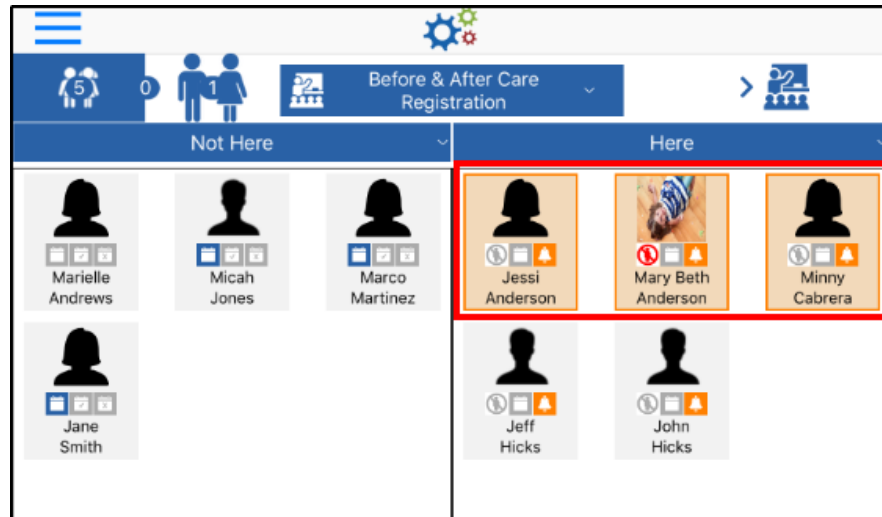 5
0
1
Before & After Care
Registration
Not Here
Here
Marielle
Andrews
Micah
Jones
Marco
Martinez
Jessi
Anderson
Mary Beth
Anderson
Minny
Cabrera
Jane
Smith
Jeff
Hicks
John
Hicks